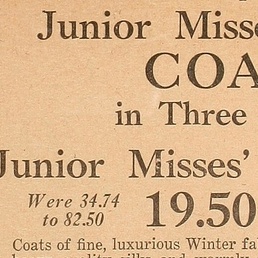 Junior Misse
COA
in Three
Junior Misses'
Were 34.74
to 82.50
19.50
Coats of fine, luxurious Winter fa